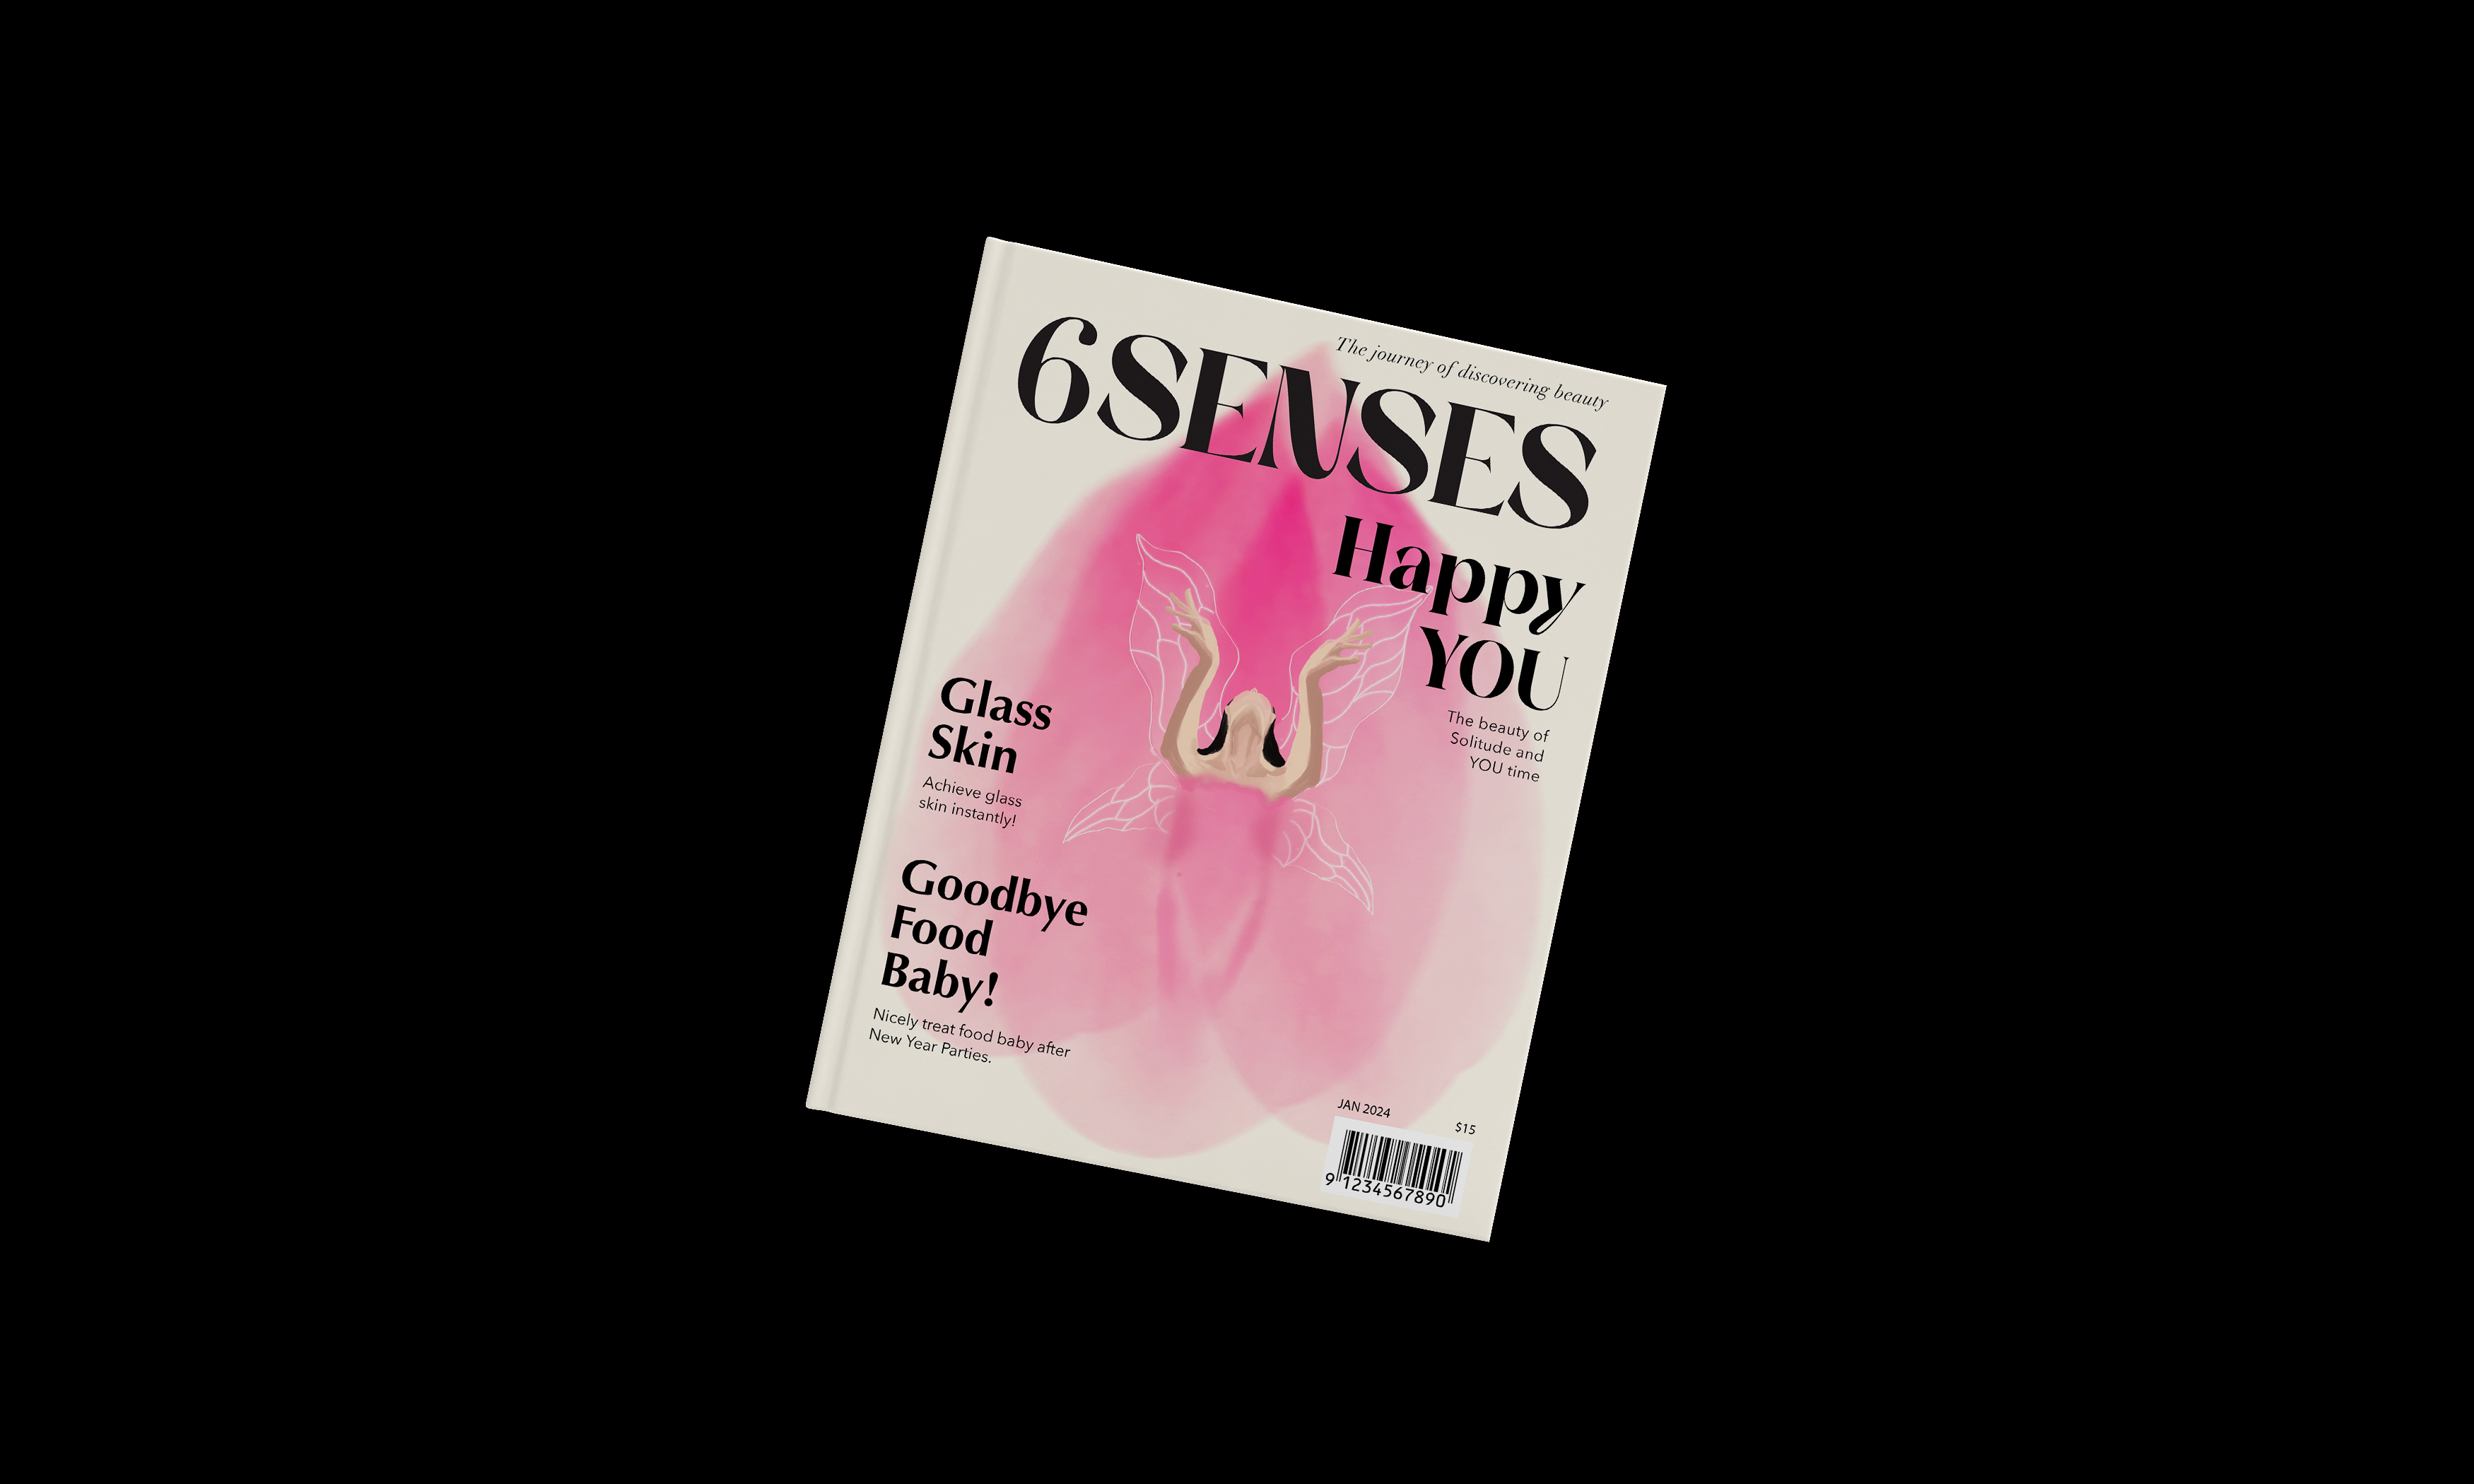 The journey of discovering beauty
6SENSES
Happy
YOU
The beauty of
Solitude and
YOU time
Glass
Skin
Achieve glass
skin instantly!
Goodbye
Food
Baby!
Nicely treat food baby after
New Year Parties.
JAN 2024
$15
9 1234567890